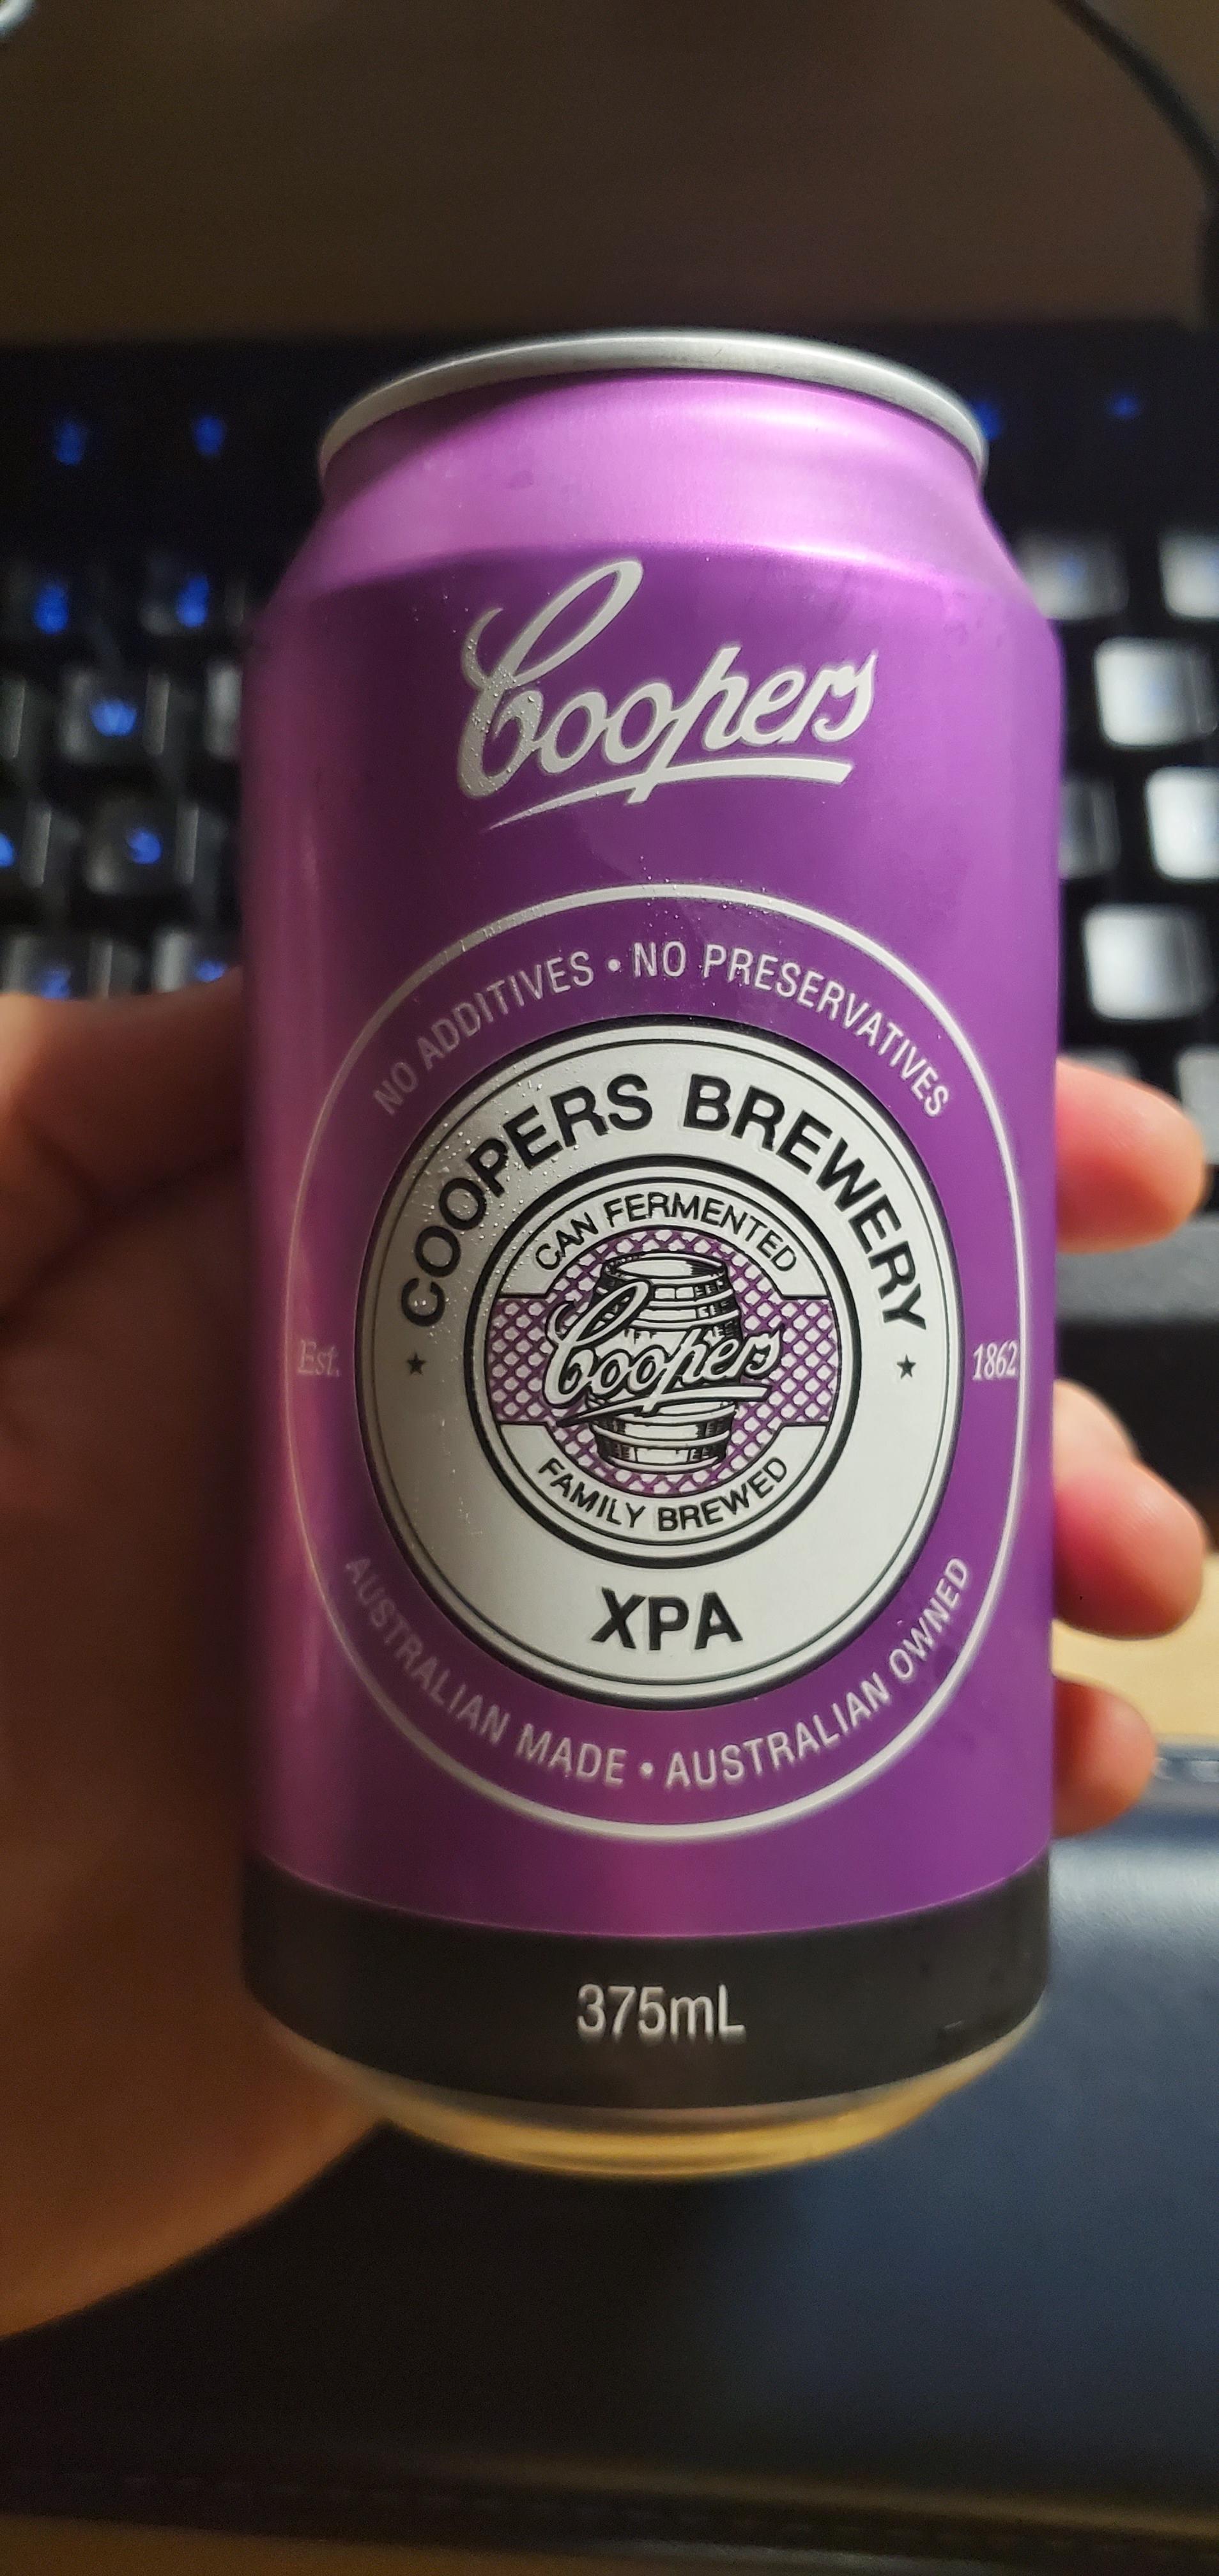 Coopers
NO ADDITIVES • NO PRESERVATIVES
COOPERS BREWERY
CAN FERMENTED
Coopers
Est. 1862
FAMILY BREWED
XPA
AUSTRALIAN MADE • AUSTRALIAN OWNED
375mL
W
S
Z